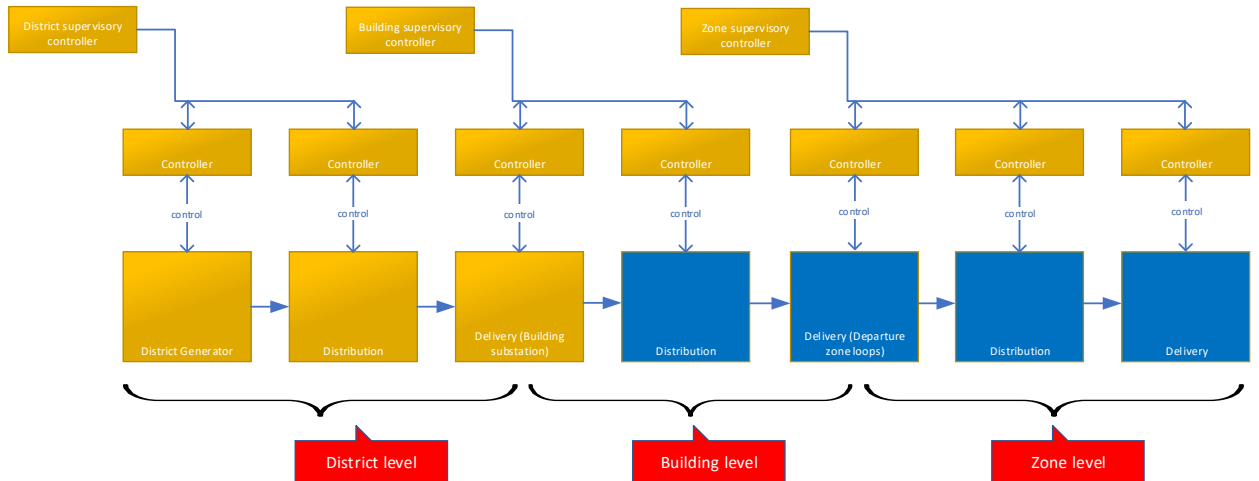 District supervisory
controller
Building supervisory
controller
Zone supervisory
controller
Controller
Controller
Controller
Controller
Controller
Controller
Controller
control
control
control
control
control
control
control
District Generator
Distribution
Delivery (Building
substation)
Distribution
Delivery (Departure
zone loops)
Distribution
Delivery
District level
Building level
Zone level